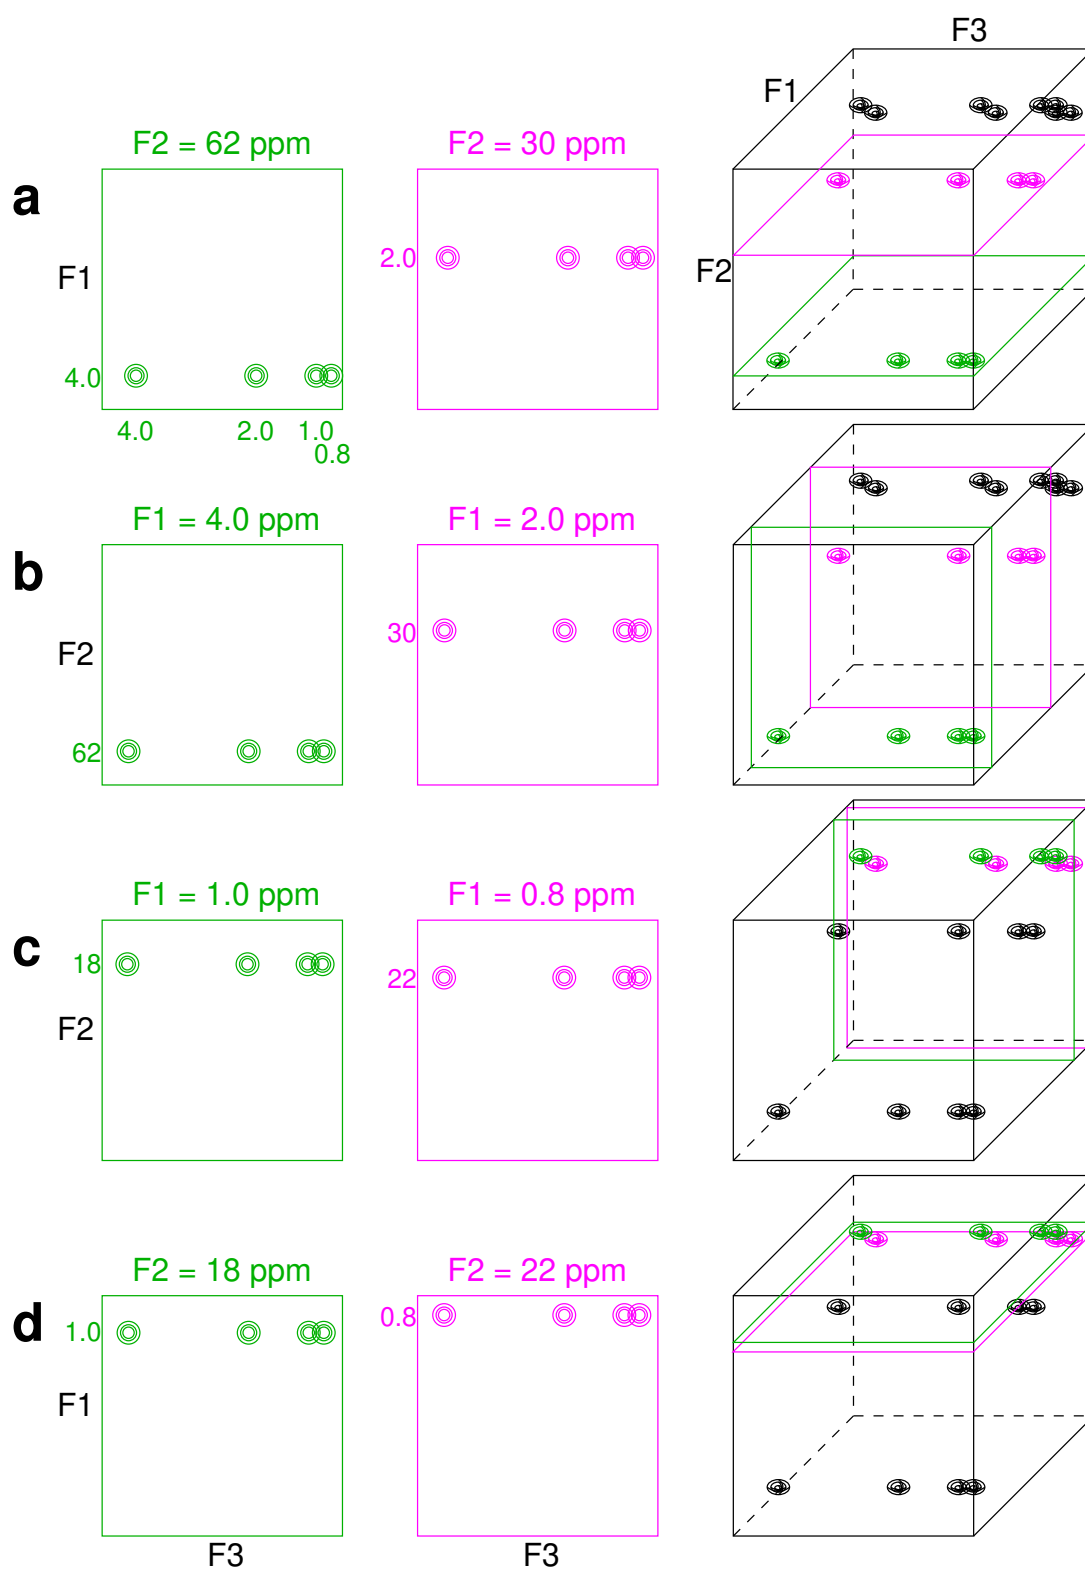 F3
F1
F2 = 62 ppm
F2 = 30 ppm
a
F1
2.0
F2
4.0
4.0
2.0
1.0
0.8
F1 = 4.0 ppm
F1 = 2.0 ppm
b
30
F2
62
F1 = 1.0 ppm
F1 = 0.8 ppm
c
18
22
F2
F2 = 18 ppm
F2 = 22 ppm
d
1.0
0.8
F1
F3
F3